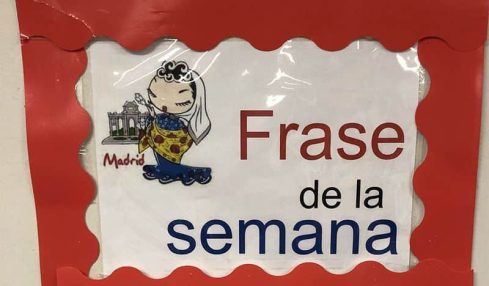 Frase
Madrid
de la
semana